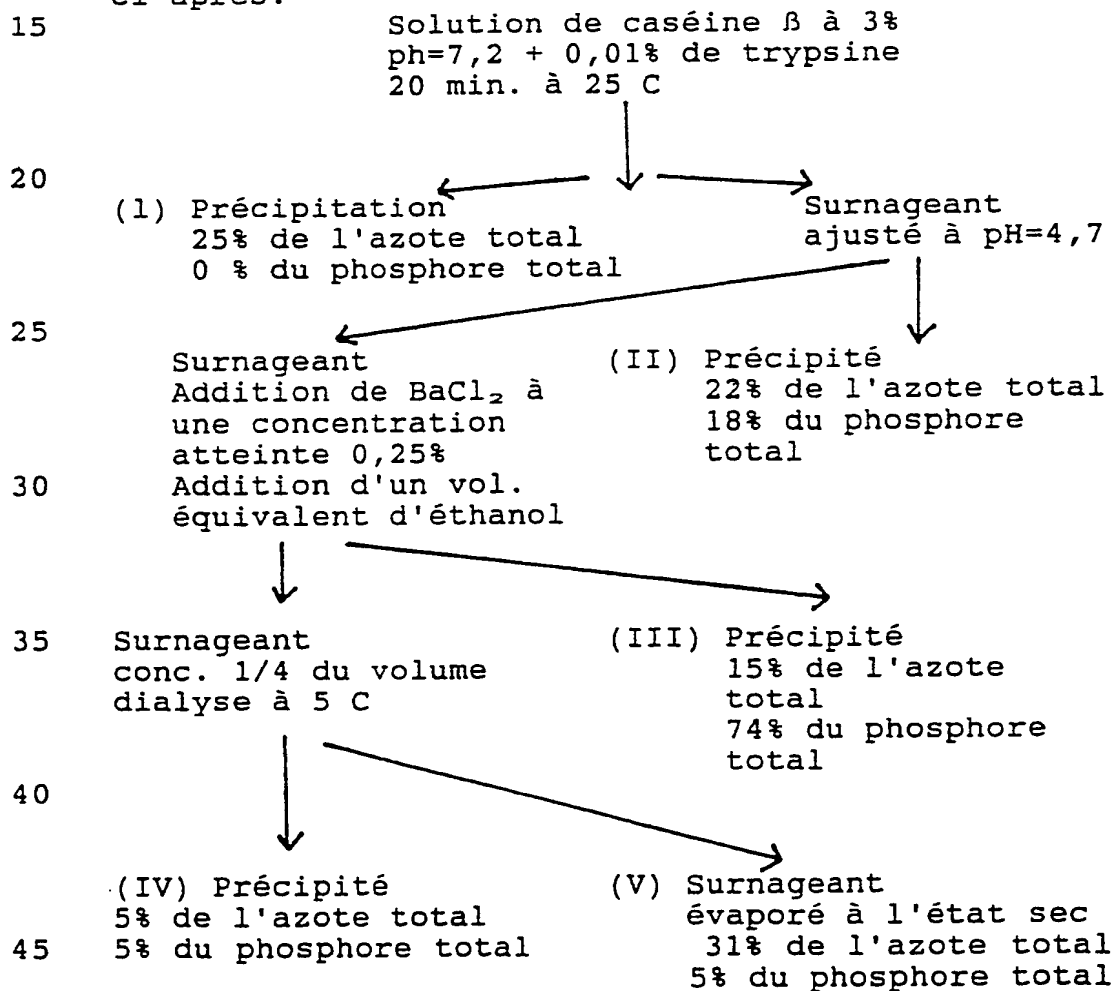 ci après:
15 Solution de caséine ß à 3%
ph=7,2 + 0,01% de trypsine
20 min. à 25 C
20
(1) Précipitation
25% de l'azote total
0 % du phosphore total
Surnageant
ajusté à pH=4,7
25
Surnageant
Addition de BaCl₂ à
une concentration
atteinte 0,25%
30 Addition d'un vol.
équivalent d'éthanol
(II) Précipité
22% de l'azote total
18% du phosphore
total
35 Surnageant
conc. 1/4 du volume
dialyse à 5 C
(III) Précipité
15% de l'azote
total
74% du phosphore
total
40
(IV) Précipité
5% de l'azote total
45 5% du phosphore total
(V) Surnageant
évaporé à l'état sec
31% de l'azote total
5% du phosphore total